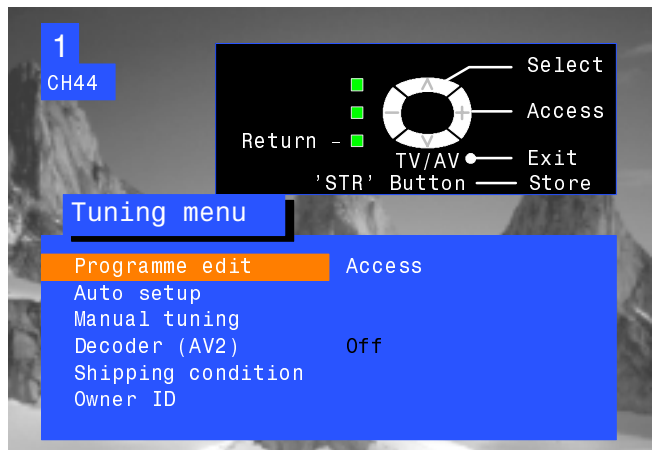 1
CH44
Select
Access
Return –
TV/AV
Exit
'STR' Button
Store
Tuning menu
Programme edit Access
Auto setup
Manual tuning
Decoder (AV2) Off
Shipping condition
Owner ID